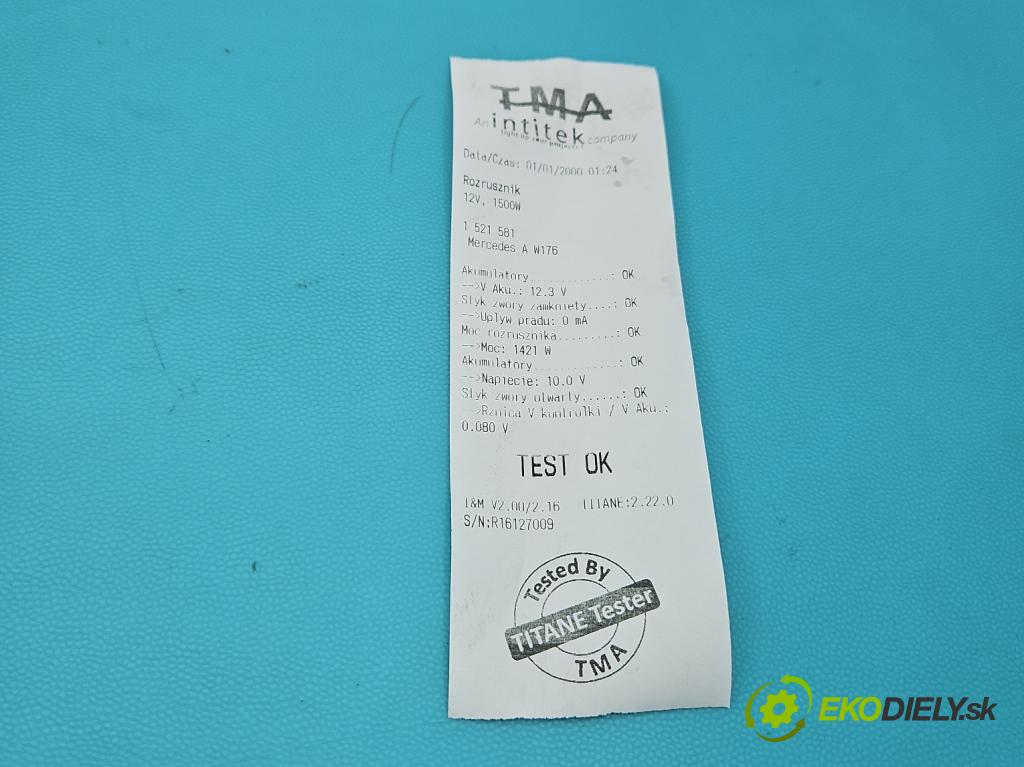 TMA
An intitek company
light up your projects !
Data/Czas: 01/01/2000 01:24
Rozrusznik
12V, 1500W
1 521 581
Mercedes A W176
Akumulatory.............: OK
-->V Aku.: 12.3 V
Styk zwory zamkniety....: OK
-->Uplyw pradu: 0 mA
Moc rozrusznika.........: OK
-->Moc: 1421 W
Akumulatory.............: OK
-->Napiecie: 10.0 V
Styk zwory otwarty......: OK
-->Rznica V kontrolki / V Aku.:
0.080 V
TEST OK
T&M V2.00/2.16 TITANE:2.22.0
S/N:R16127009
Tested By
TITANE Tester
TMA
EKODIELY.sk